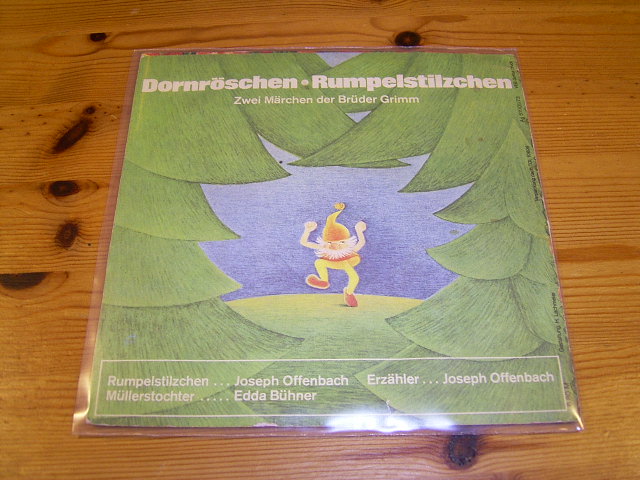 Dornröschen • Rumpelstilzchen
Zwei Märchen der Brüder Grimm
Rumpelstilzchen ... Joseph Offenbach Erzähler ... Joseph Offenbach
Müllerstochter ..... Edda Bühner